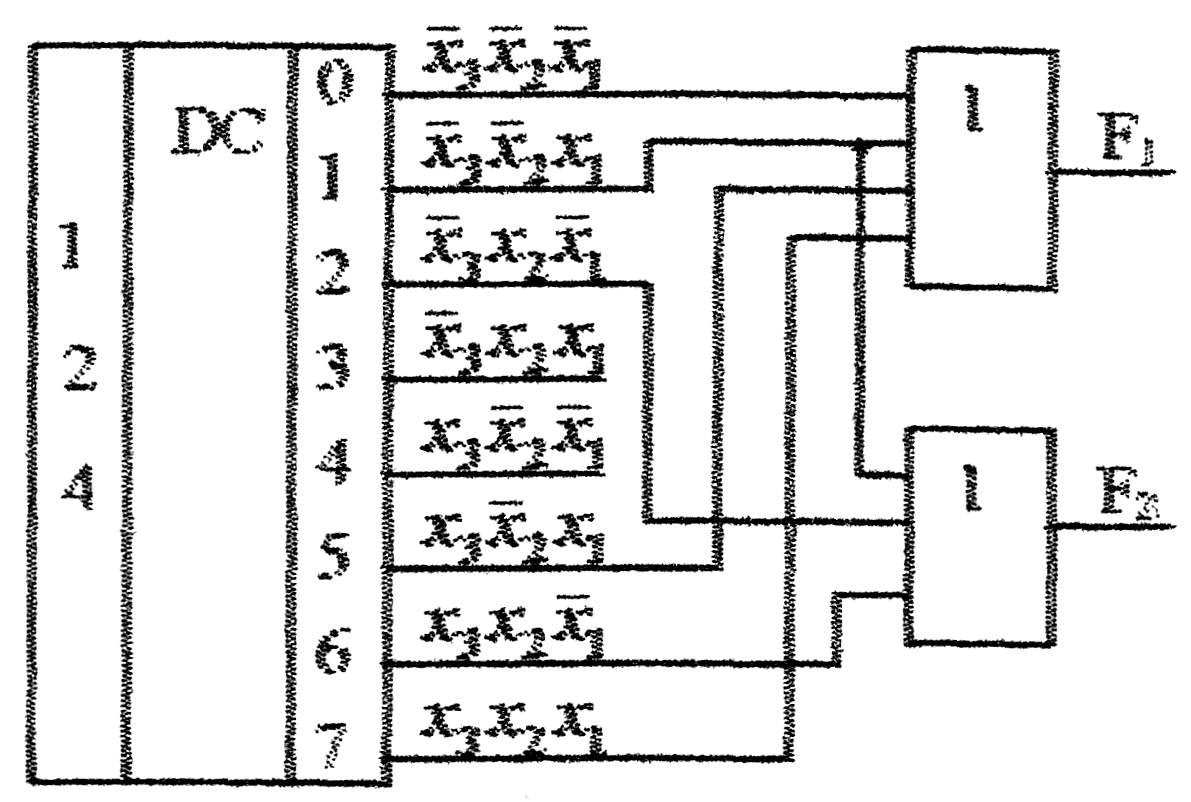 DC
1
2
4
0 x̄₃x̄₂x̄₁
1 x̄₃x̄₂x₁
2 x̄₃x₂x̄₁
3 x̄₃x₂x₁
4 x₃x̄₂x̄₁
5 x₃x̄₂x₁
6 x₃x₂x̄₁
7 x₃x₂x₁
1 F₁
1 F₂